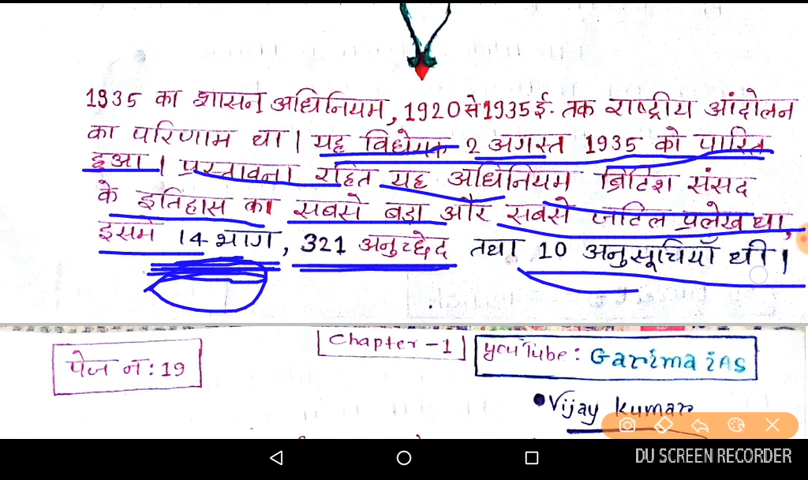 1935 का शासन अधिनियम, 1920 से 1935 ई. तक राष्ट्रीय आंदोलन
का परिणाम था। यह विधेयक 2 अगस्त 1935 को पारित
हुआ। प्रस्तावना रहित यह अधिनियम ब्रिटिश संसद
के इतिहास का सबसे बड़ा और सबसे जटिल प्रलेख था,
इसमें 14 भाग, 321 अनुच्छेद तथा 10 अनुसूचियाँ थी।
पेज न: 19
Chapter-1
YouTube: Garima IAS
Vijay Kumar
DU SCREEN RECORDER